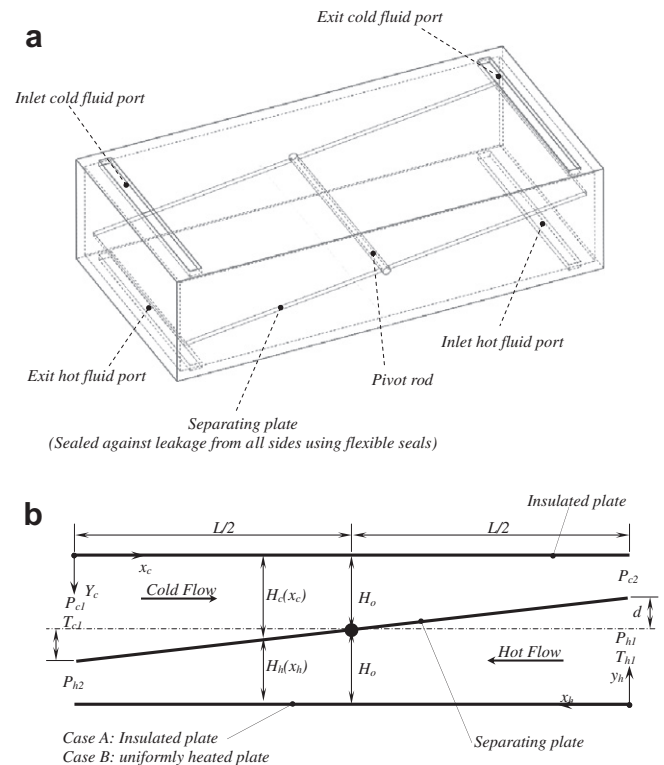 a
Exit cold fluid port
Inlet cold fluid port
Inlet hot fluid port
Exit hot fluid port
Pivot rod
Separating plate
(Sealed against leakage from all sides using flexible seals)
b
Insulated plate
L/2
L/2
x_c
Y_c
Cold Flow
H_c(x_c)
H_o
P_c2
P_c1
T_c1
d
P_h1
T_h1
Hot Flow
H_h(x_h)
H_o
P_h2
y_h
x_h
Case A: Insulated plate
Case B: uniformly heated plate
Separating plate